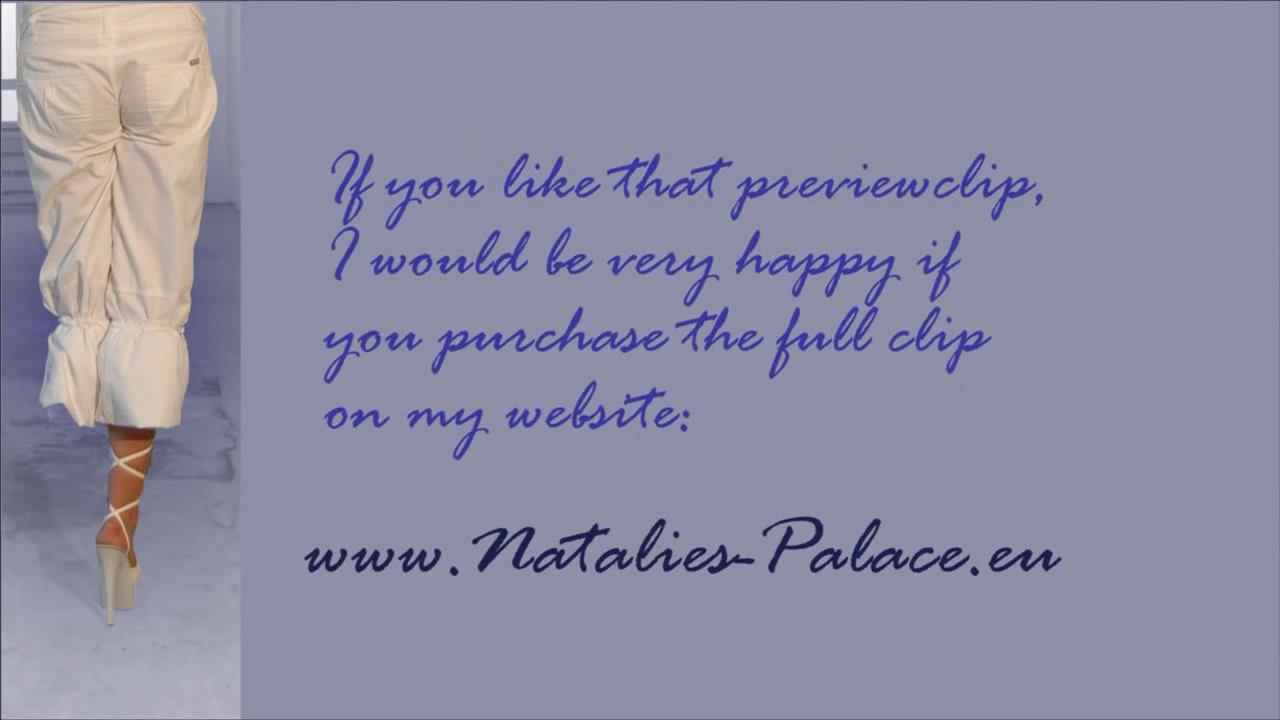 If you like that previewclip,
I would be very happy if
you purchase the full clip
on my website:
www.Natalies-Palace.eu